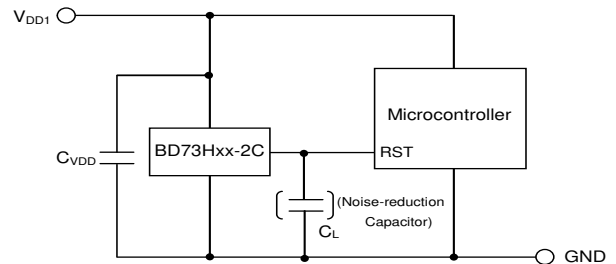 VDD1
Microcontroller
CVDD
BD73Hxx-2C
RST
(Noise-reduction
Capacitor)
CL
GND